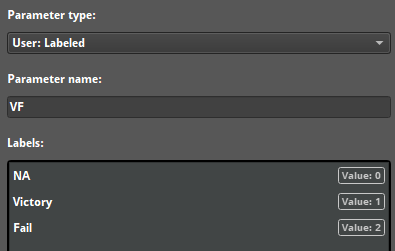 Parameter type:
User: Labeled
Parameter name:
VF
Labels:
NA Value: 0
Victory Value: 1
Fail Value: 2